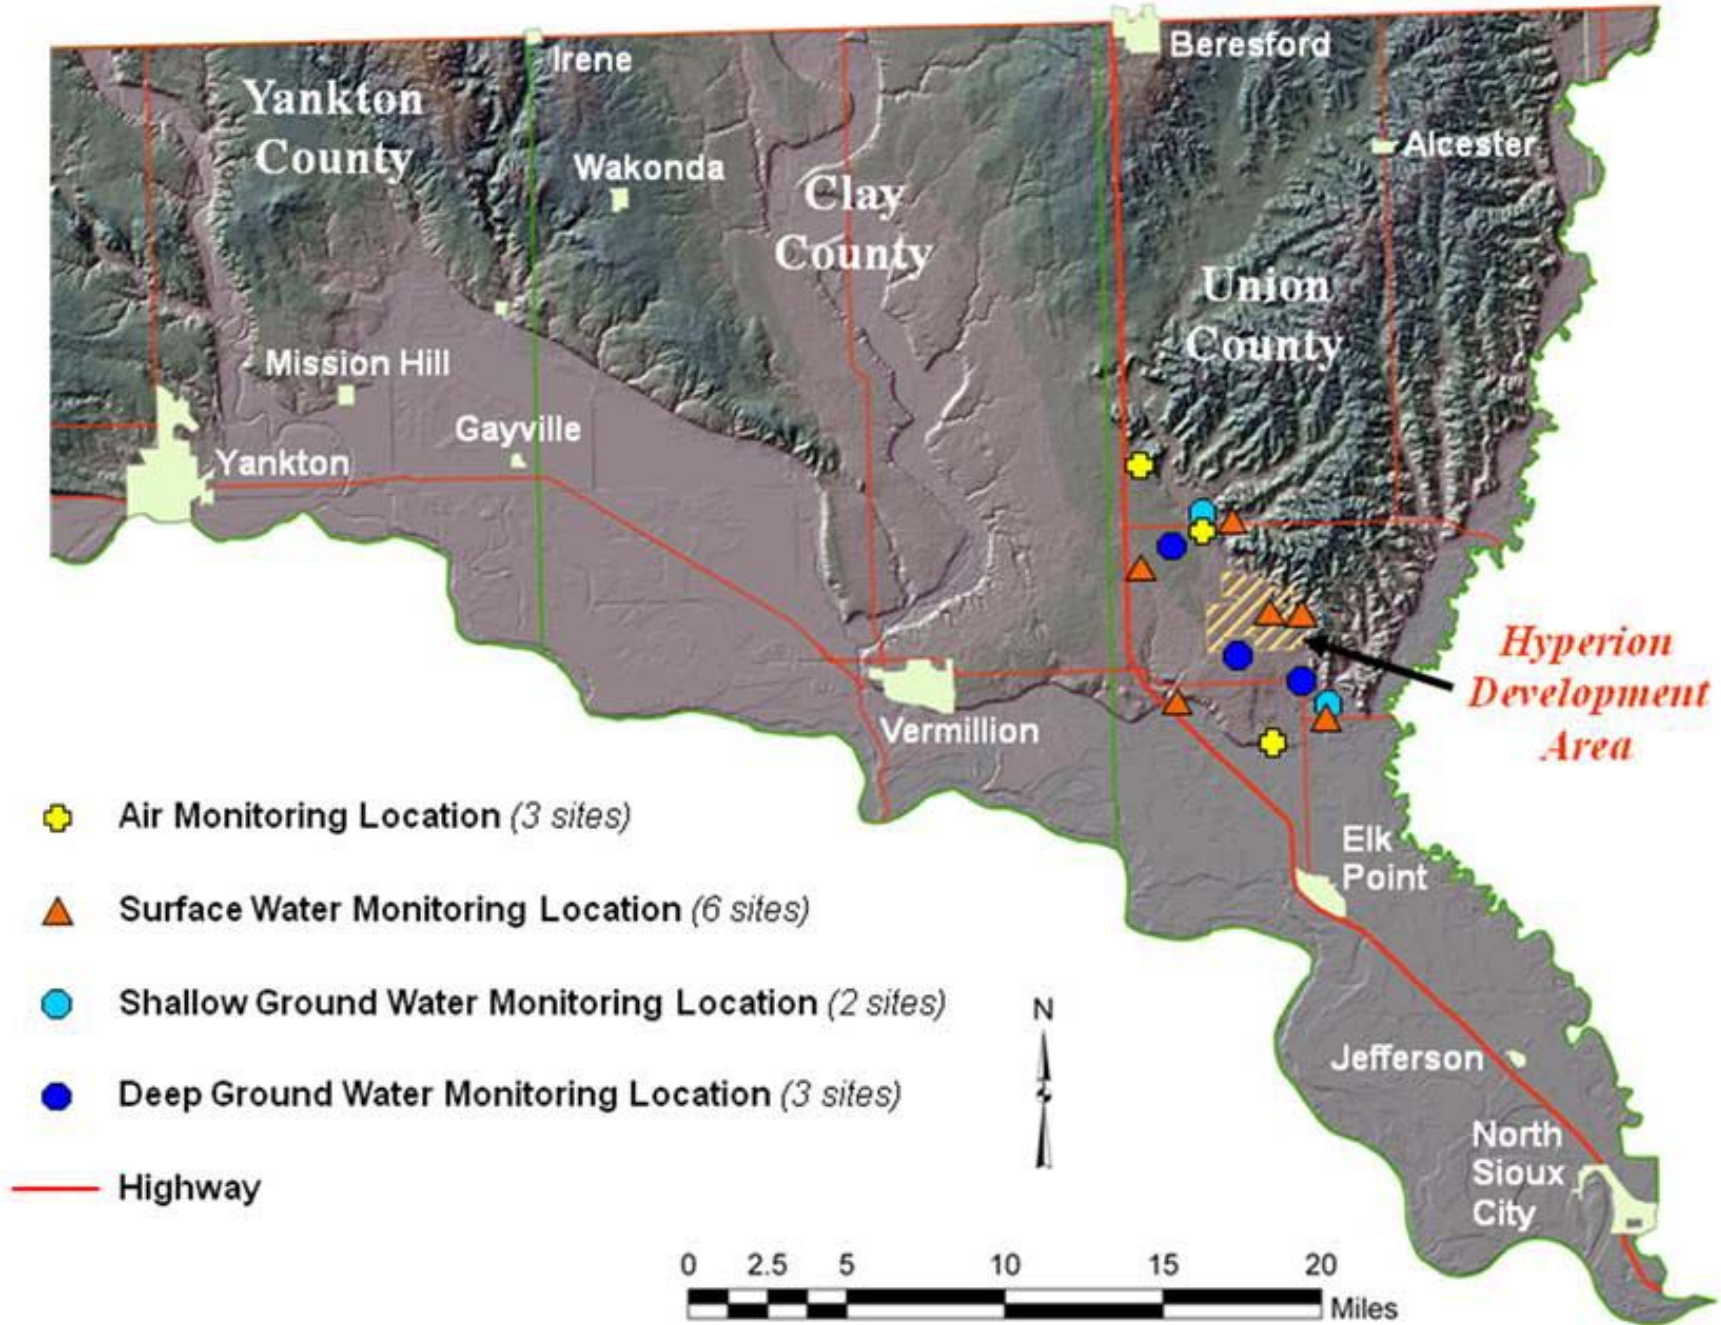 Irene
Beresford
Yankton
County
Alcester
Wakonda
Clay
County
Union
County
Mission Hill
Gayville
Yankton
Hyperion
Development
Area
Vermillion
Elk
Point
Air Monitoring Location (3 sites)
Surface Water Monitoring Location (6 sites)
Shallow Ground Water Monitoring Location (2 sites)
N
Jefferson
Deep Ground Water Monitoring Location (3 sites)
North
Sioux
City
Highway
0 2.5 5 10 15 20
Miles